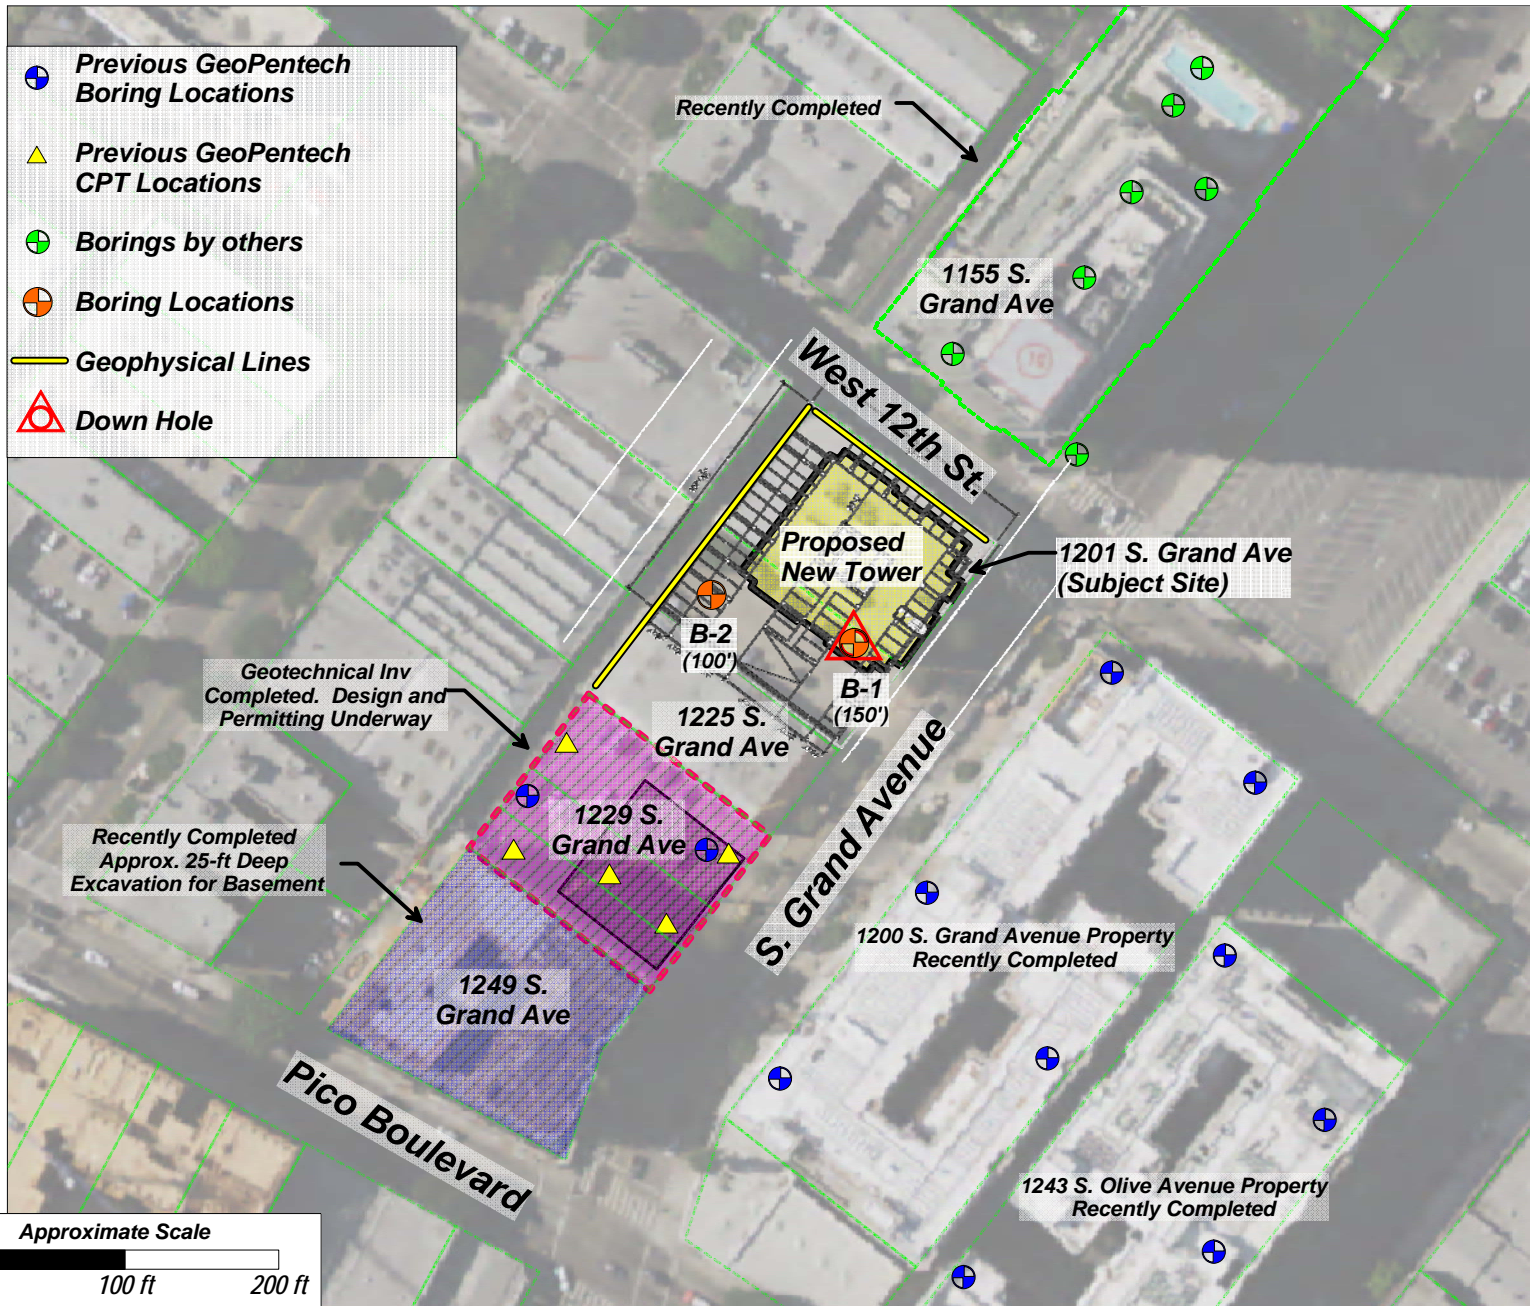 Previous GeoPentech
Boring Locations
Previous GeoPentech
CPT Locations
Borings by others
Boring Locations
Geophysical Lines
Down Hole
Recently Completed
1155 S.
Grand Ave
West 12th St.
Proposed
New Tower
1201 S. Grand Ave
(Subject Site)
B-2
(100')
B-1
(150')
Geotechnical Inv
Completed. Design and
Permitting Underway
1225 S.
Grand Ave
1229 S.
Grand Ave
S. Grand Avenue
Recently Completed
Approx. 25-ft Deep
Excavation for Basement
1200 S. Grand Avenue Property
Recently Completed
1249 S.
Grand Ave
Pico Boulevard
1243 S. Olive Avenue Property
Recently Completed
Approximate Scale
100 ft
200 ft